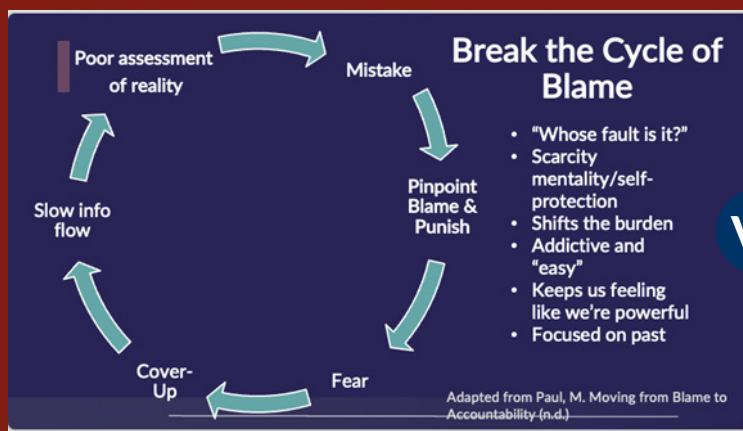 Break the Cycle of
Blame
Poor assessment
of reality
Mistake
Pinpoint
Blame &
Punish
Fear
Cover-
Up
Slow info
flow
• "Whose fault is it?"
• Scarcity
mentality/self-
protection
• Shifts the burden
• Addictive and
"easy"
• Keeps us feeling
like we're powerful
• Focused on past
Adapted from Paul, M. Moving from Blame to
Accountability (n.d.)